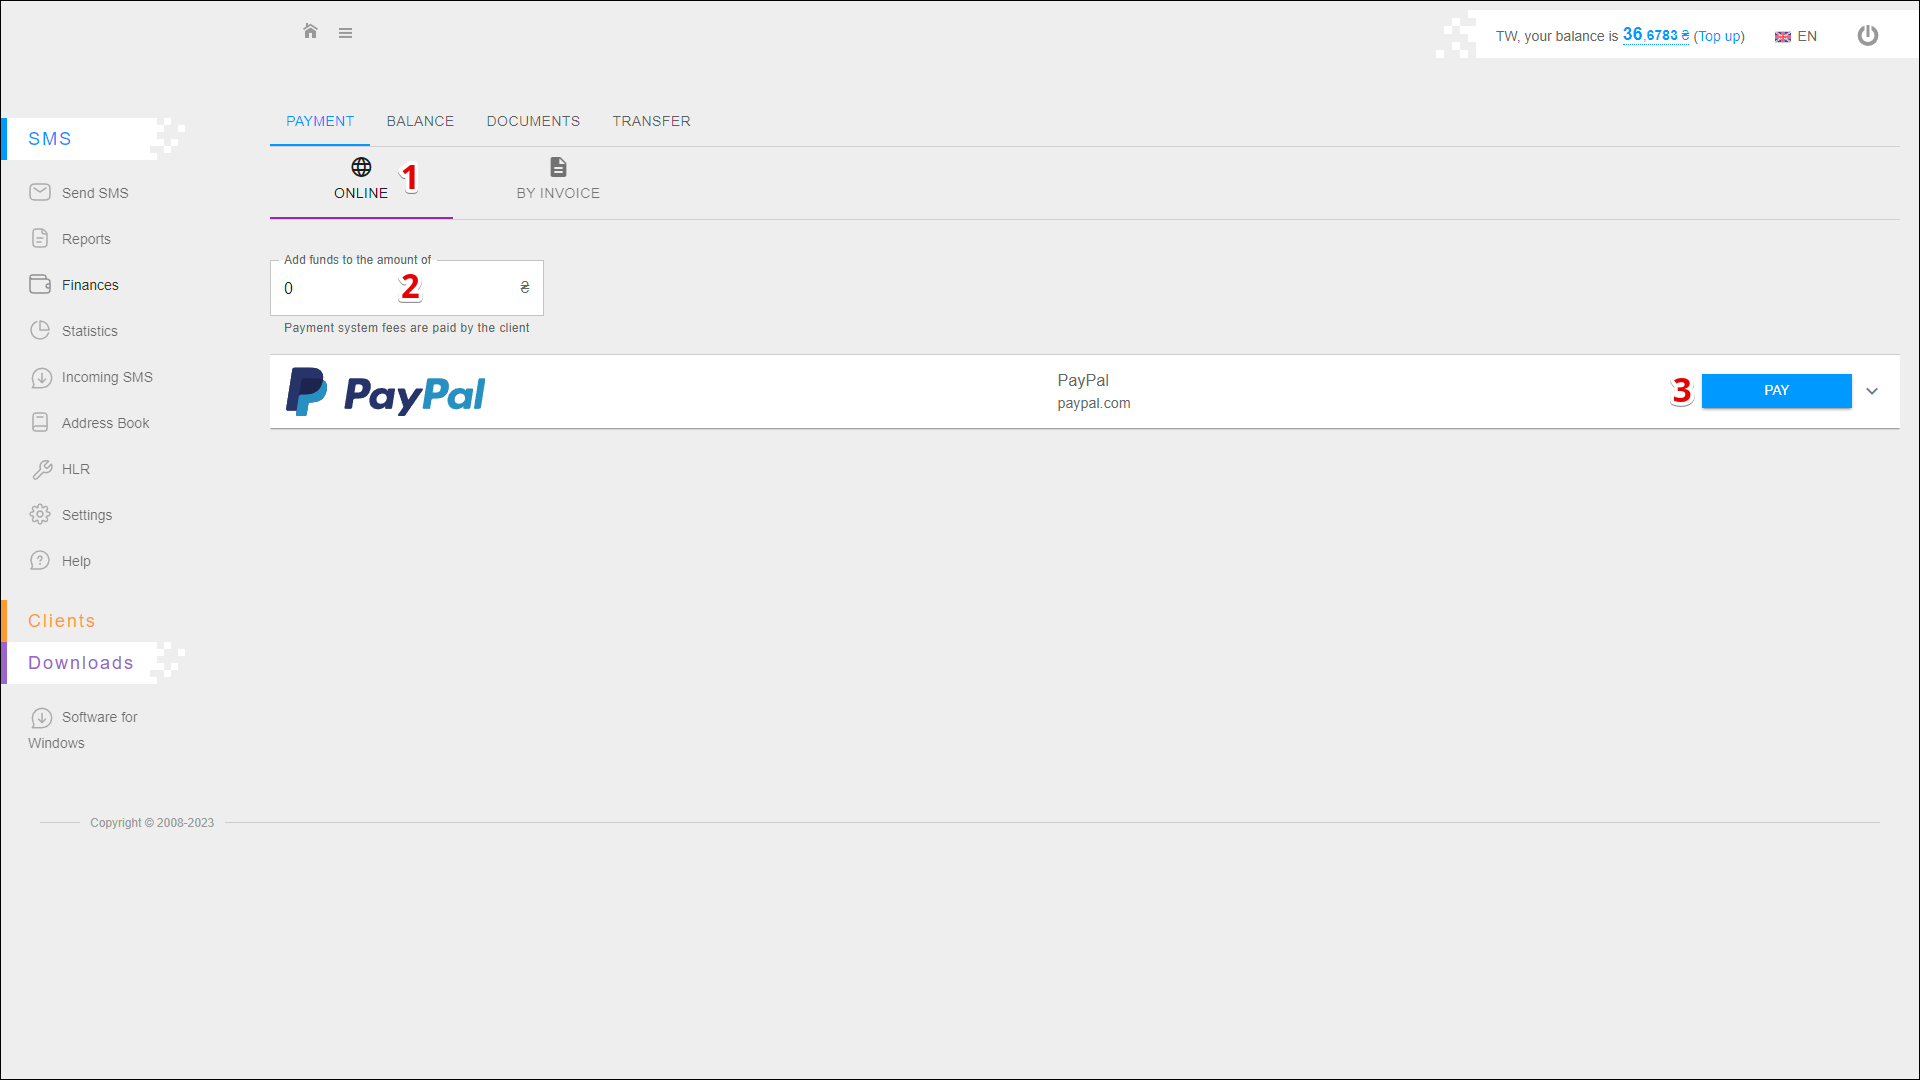 TW, your balance is 36,6783 ₴ (Top up)
EN
SMS
Send SMS
Reports
Finances
Statistics
Incoming SMS
Address Book
HLR
Settings
Help
Clients
Downloads
Software for
Windows
PAYMENT BALANCE DOCUMENTS TRANSFER
ONLINE 1
BY INVOICE
Add funds to the amount of
0 2 ₴
Payment system fees are paid by the client
PayPal
PayPal
paypal.com
3 PAY
Copyright © 2008-2023